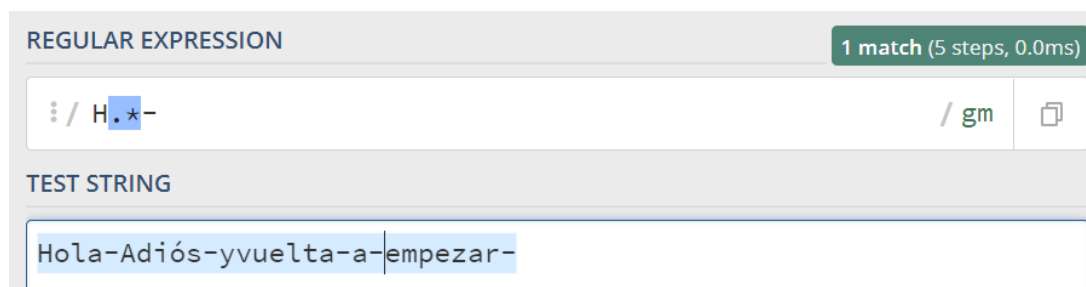 REGULAR EXPRESSION
1 match (5 steps, 0.0ms)
/ H.*- / gm
TEST STRING
Hola-Adiós-yvuelta-a-empezar-